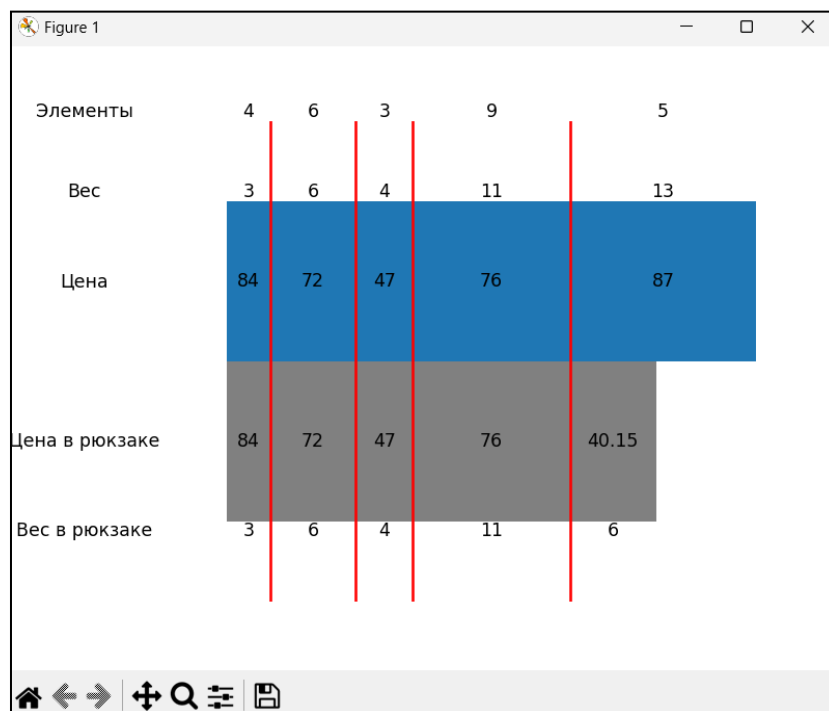 Figure 1
Элементы 4 6 3 9 5
Вес 3 6 4 11 13
Цена 84 72 47 76 87
Цена в рюкзаке 84 72 47 76 40.15
Вес в рюкзаке 3 6 4 11 6